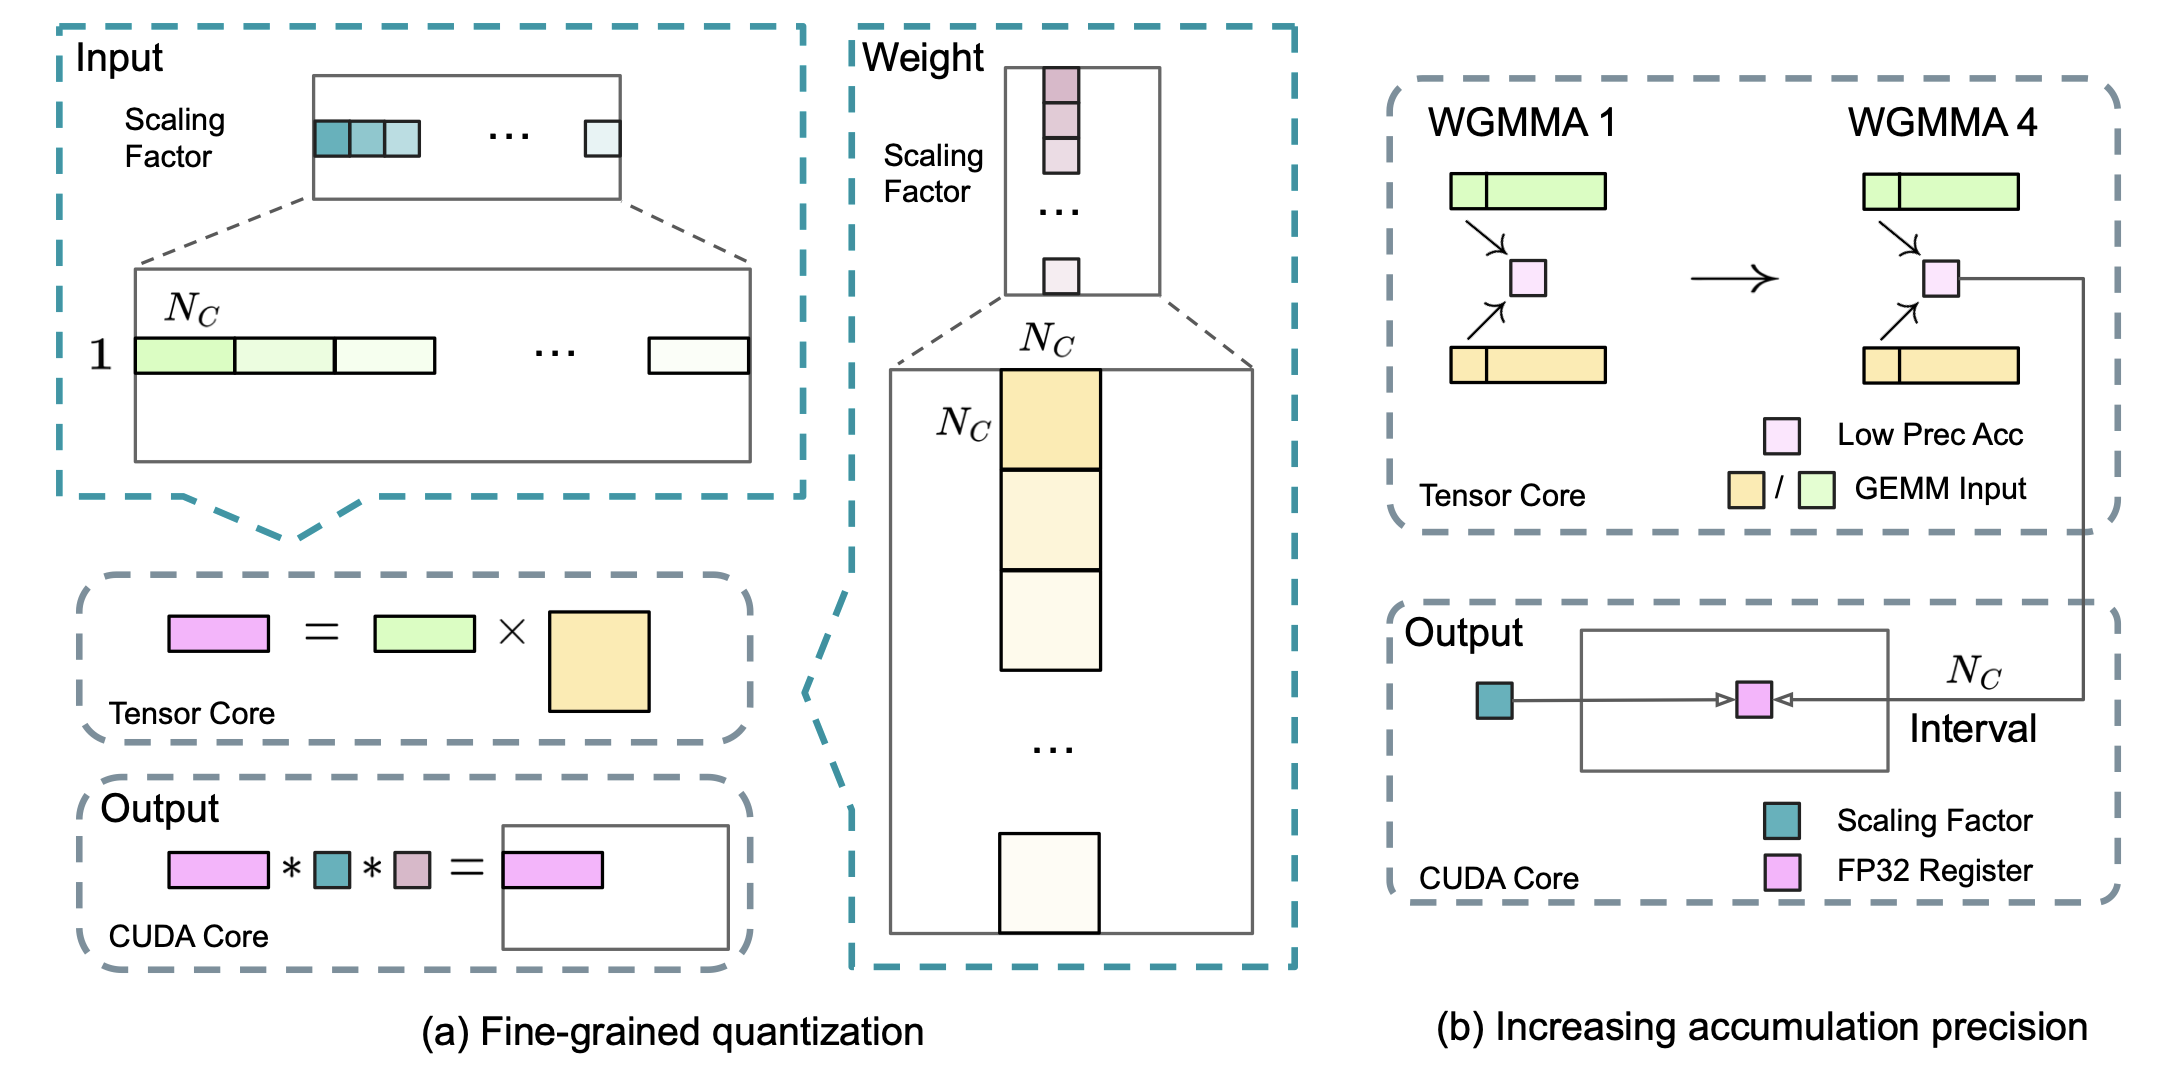 Input
Scaling
Factor
...
N_C
1
...
=
×
Tensor Core
Output
* * =
CUDA Core
Weight
Scaling
Factor
...
N_C
N_C
...
(a) Fine-grained quantization
WGMMA 1
WGMMA 4
Low Prec Acc
/ GEMM Input
Tensor Core
Output
N_C
Interval
Scaling Factor
FP32 Register
CUDA Core
(b) Increasing accumulation precision